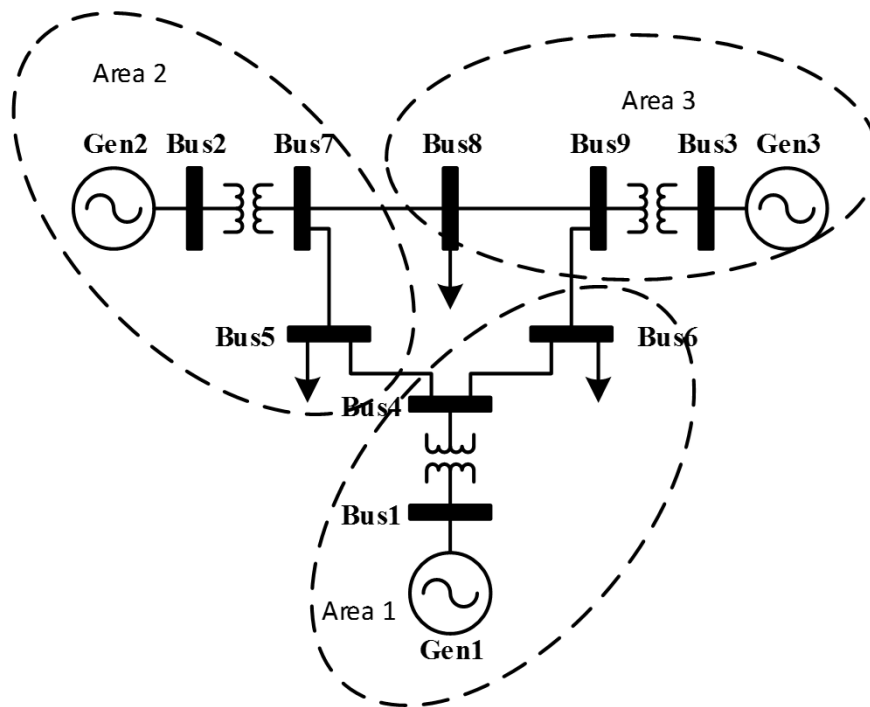 Area 2
Area 3
Gen2
Bus2
Bus7
Bus8
Bus9
Bus3
Gen3
Bus5
Bus6
Bus4
Bus1
Area 1
Gen1